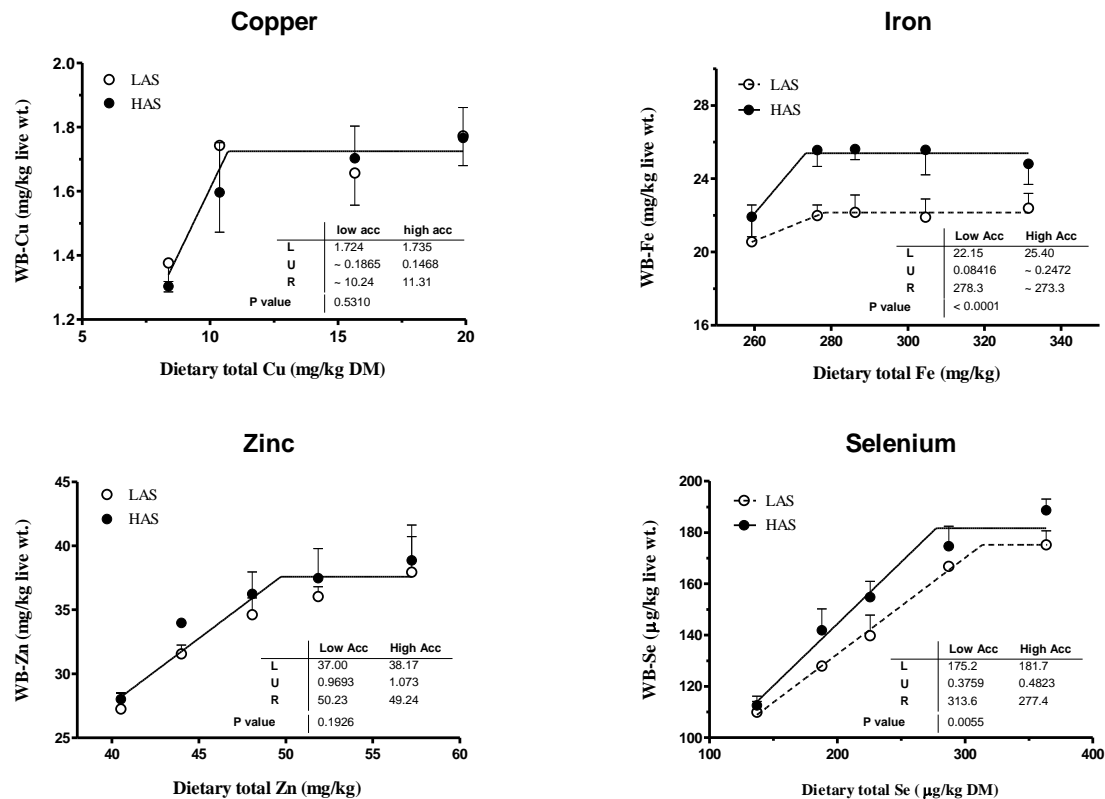 Copper
2.0
1.8
1.6
1.4
1.2
WB-Cu (mg/kg live wt.)
LAS
HAS
low acc high acc
L 1.724 1.735
U ~ 0.1865 0.1468
R ~ 10.24 11.31
P value 0.5310
5 10 15 20
Dietary total Cu (mg/kg DM)
Iron
28
24
20
16
WB-Fe (mg/kg live wt.)
LAS
HAS
Low Acc High Acc
L 22.15 25.40
U 0.08416 ~ 0.2472
R 278.3 ~ 273.3
P value < 0.0001
260 280 300 320 340
Dietary total Fe (mg/kg)
Zinc
45
40
35
30
25
WB-Zn (mg/kg live wt.)
LAS
HAS
Low Acc High Acc
L 37.00 38.17
U 0.9693 1.073
R 50.23 49.24
P value 0.1926
40 45 50 55 60
Dietary total Zn (mg/kg)
Selenium
200
180
160
140
120
100
WB-Se (µg/kg live wt.)
LAS
HAS
Low Acc High Acc
L 175.2 181.7
U 0.3759 0.4823
R 313.6 277.4
P value 0.0055
100 200 300 400
Dietary total Se ( µg/kg DM)